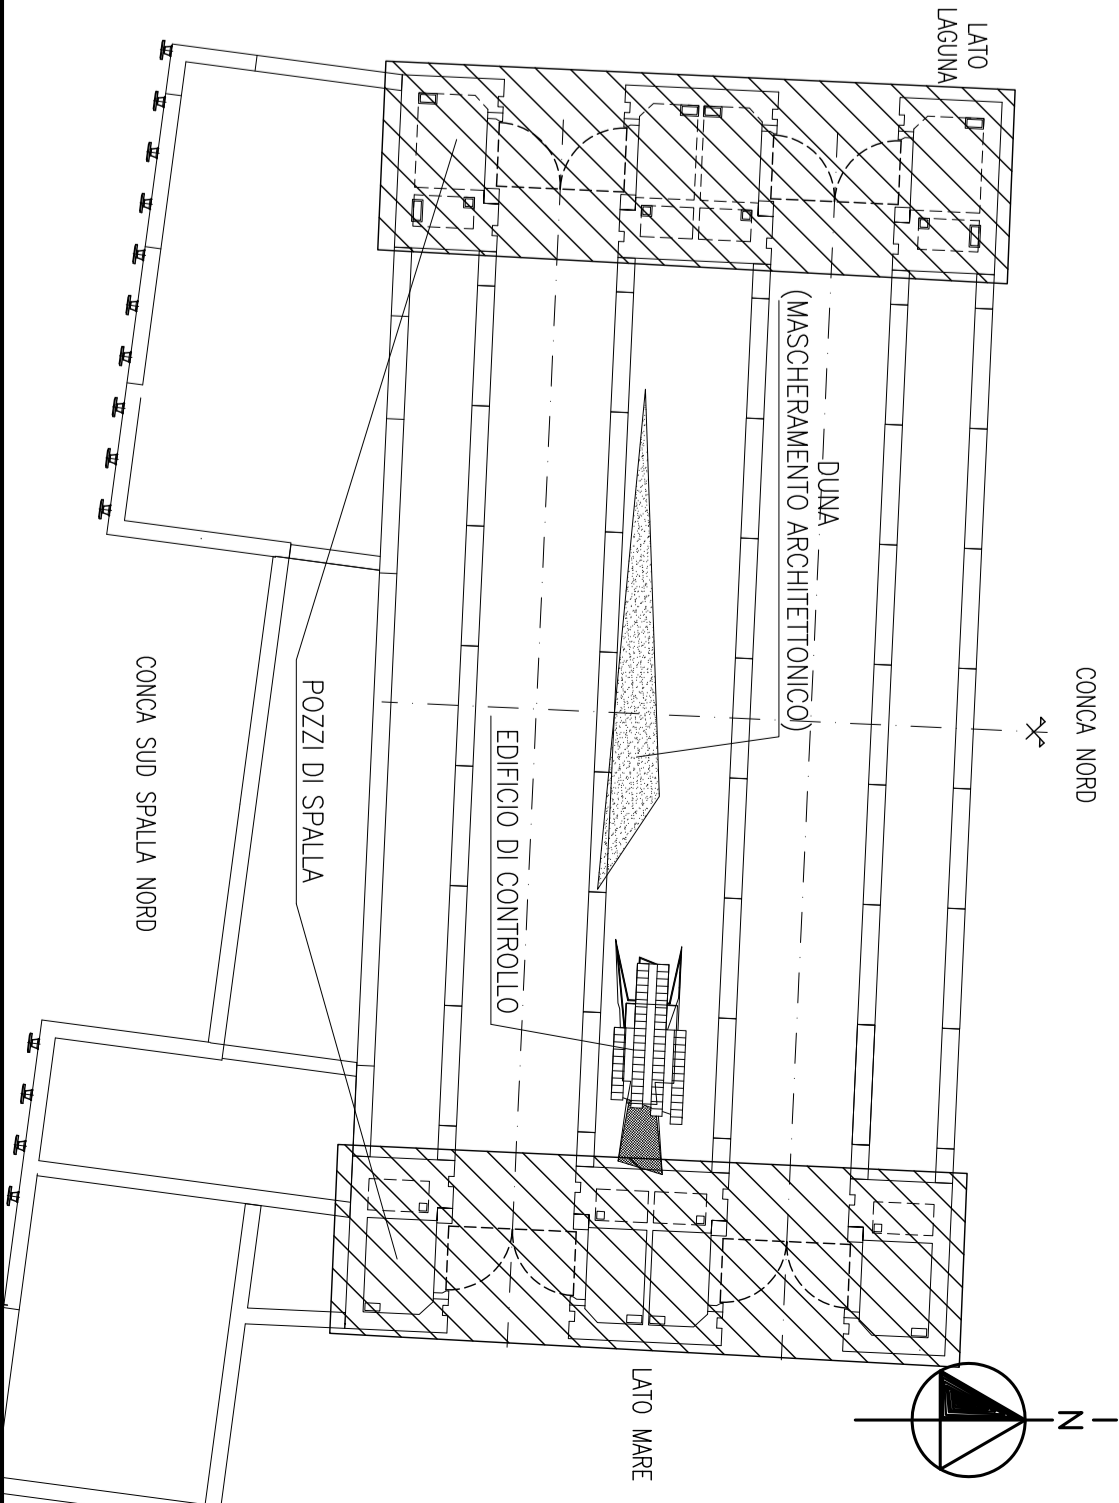 LATO
LAGUNA
CONCA NORD
DUNA
(MASCHERAMENTO ARCHITETTONICO)
EDIFICIO DI CONTROLLO
POZZI DI SPALLA
CONCA SUD SPALLA NORD
LATO MARE
N